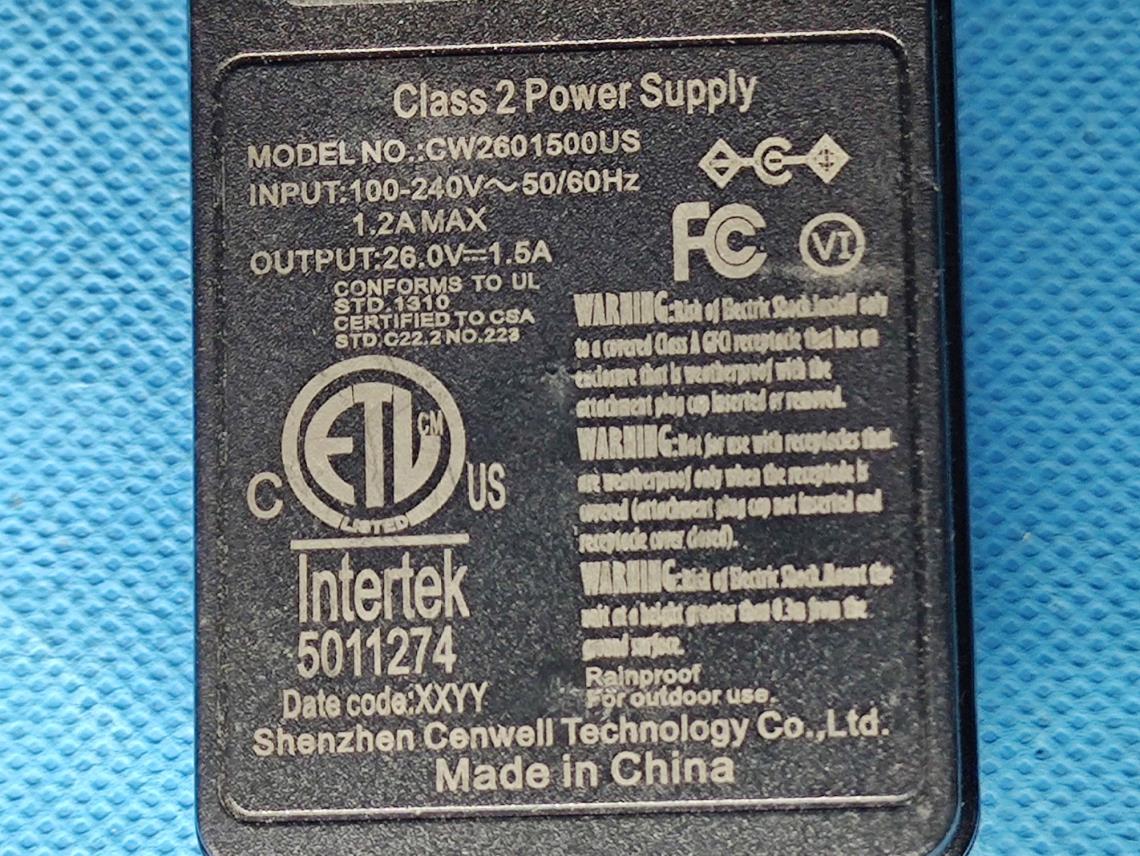 Class 2 Power Supply
MODEL NO.:CW2601500US
INPUT:100-240V～50/60Hz
1.2A MAX
OUTPUT:26.0V⎓1.5A
CONFORMS TO UL
STD.1310
CERTIFIED TO CSA
STD.C22.2 NO.223
ETL
CM
LISTED
C
US
Intertek
5011274
Date code:XXYY
FC
VI
WARNING:Risk of Electric Shock.Install only
to a covered Class A GFCI receptacle that has an
enclosure that is weatherproof with the
attachment plug cap inserted or removed.
WARNING:Not for use with receptacles that
are weatherproof only when the receptacle is
covered (attachment plug cap not inserted and
receptacle cover closed).
WARNING:Risk of Electric Shock.Mount the
unit at a height greater than 0.3m from the
ground surface.
Rainproof
For outdoor use.
Shenzhen Cenwell Technology Co.,Ltd.
Made in China